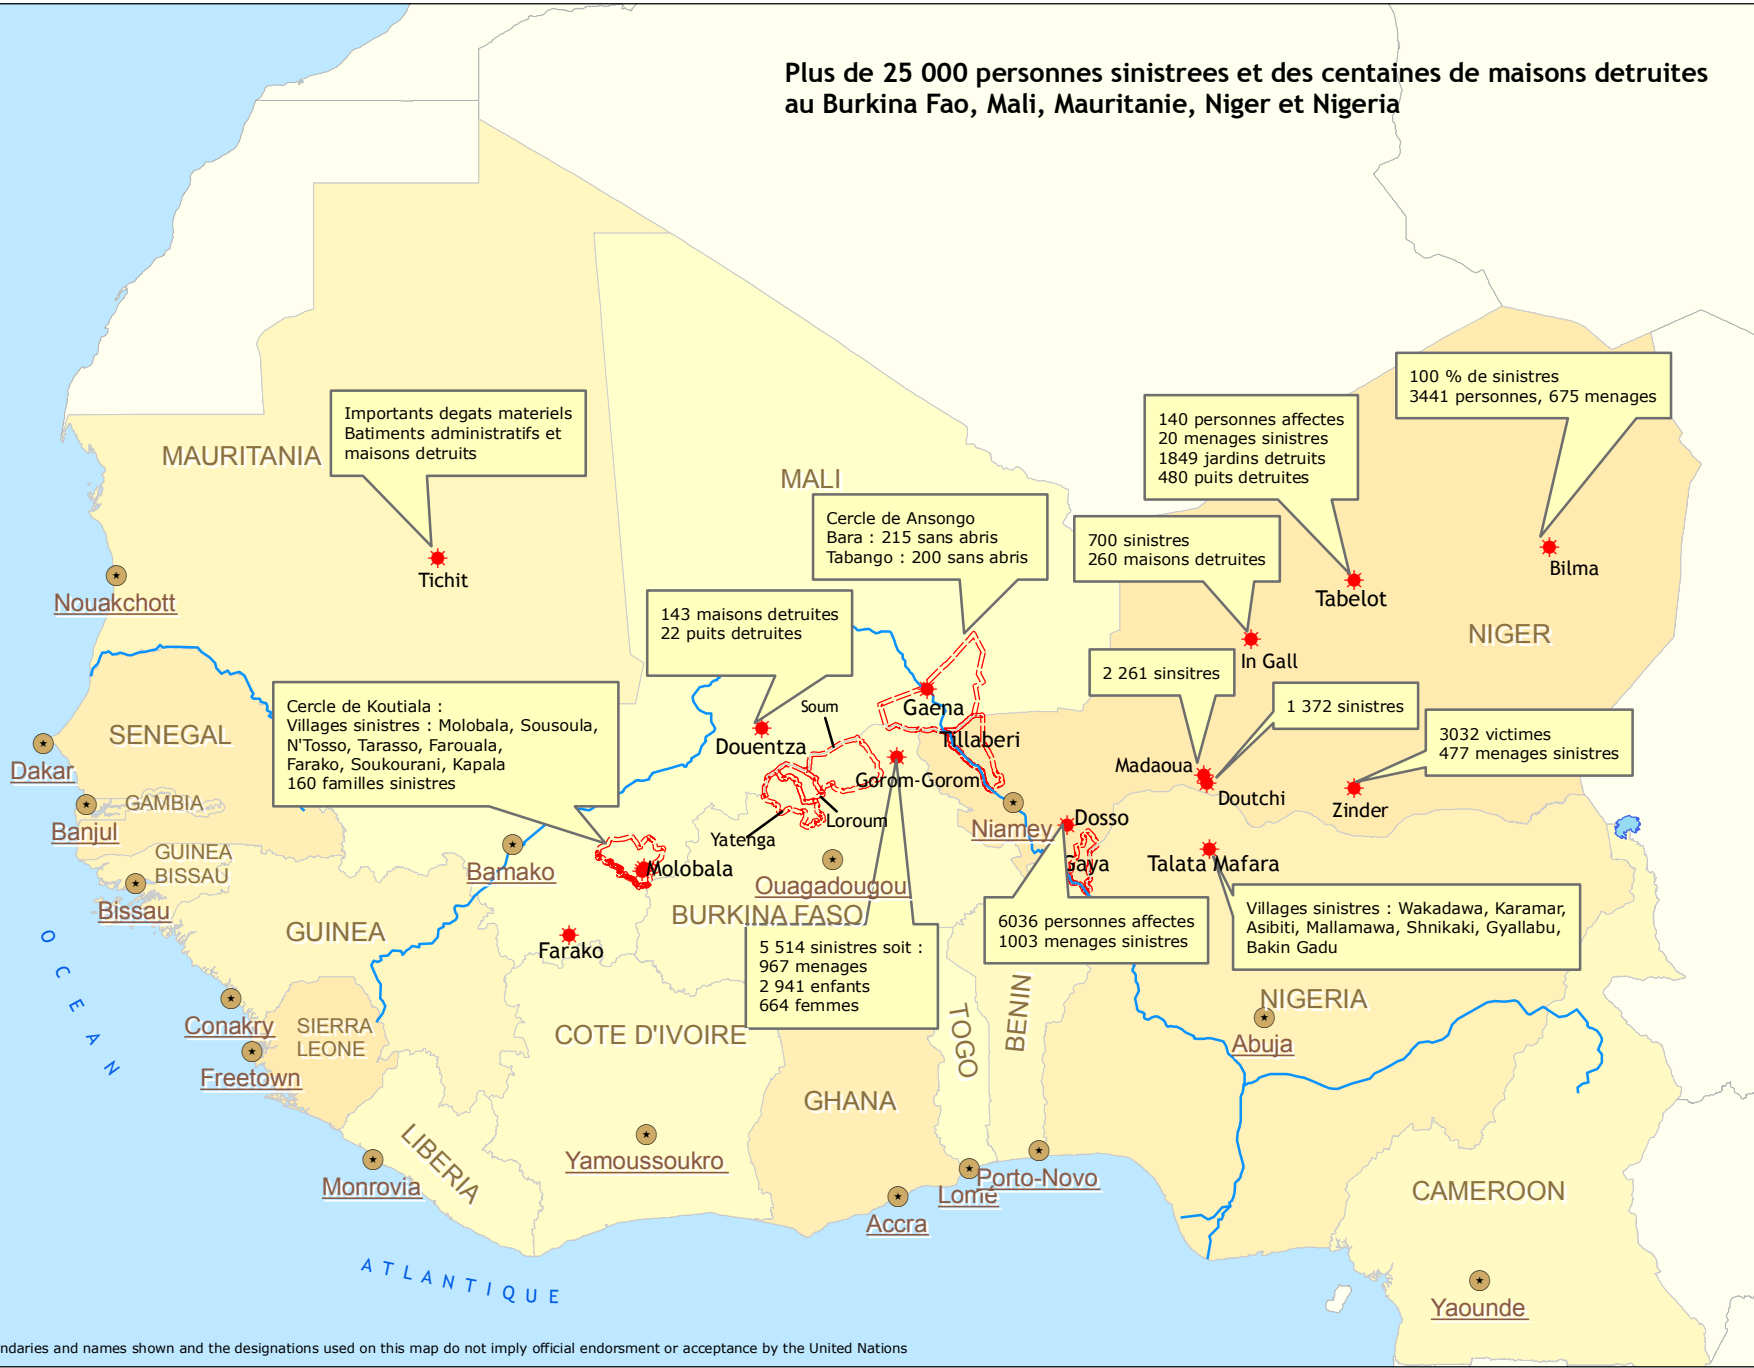 Plus de 25 000 personnes sinistrees et des centaines de maisons detruites
au Burkina Fao, Mali, Mauritanie, Niger et Nigeria
100 % de sinistres
3441 personnes, 675 menages
Importants degats materiels
Batiments administratifs et
maisons detruits
140 personnes affectes
20 menages sinistres
1849 jardins detruits
480 puits detruites
MAURITANIA
MALI
Cercle de Ansongo
Bara : 215 sans abris
Tabango : 200 sans abris
700 sinistres
260 maisons detruites
Tichit
Bilma
Tabelot
Nouakchott
143 maisons detruites
22 puits detruites
NIGER
In Gall
2 261 sinsitres
1 372 sinistres
Cercle de Koutiala :
Villages sinistres : Molobala, Sousoula,
N'Tosso, Tarasso, Farouala,
Farako, Soukourani, Kapala
160 familles sinistres
Soum
Gaena
SENEGAL
Douentza
Tillaberi
3032 victimes
477 menages sinistres
Dakar
Madaoua
Gorom-Gorom
Doutchi
GAMBIA
Zinder
Banjul
Loroum
Dosso
Niamey
Yatenga
GUINEA
BISSAU
Bamako
Molobala
Gaya
Talata Mafara
Ouagadougou
Bissau
BURKINA FASO
6036 personnes affectes
1003 menages sinistres
Villages sinistres : Wakadawa, Karamar,
Asibiti, Mallamawa, Shnikaki, Gyallabu,
Bakin Gadu
GUINEA
Farako
5 514 sinistres soit :
967 menages
2 941 enfants
664 femmes
OCEAN
NIGERIA
Conakry
SIERRA
LEONE
COTE D'IVOIRE
TOGO
BENIN
Abuja
Freetown
GHANA
LIBERIA
Yamoussoukro
Monrovia
Porto-Novo
Lomé
Accra
CAMEROON
ATLANTIQUE
Yaounde
ndaries and names shown and the designations used on this map do not imply official endorsment or acceptance by the United Nations